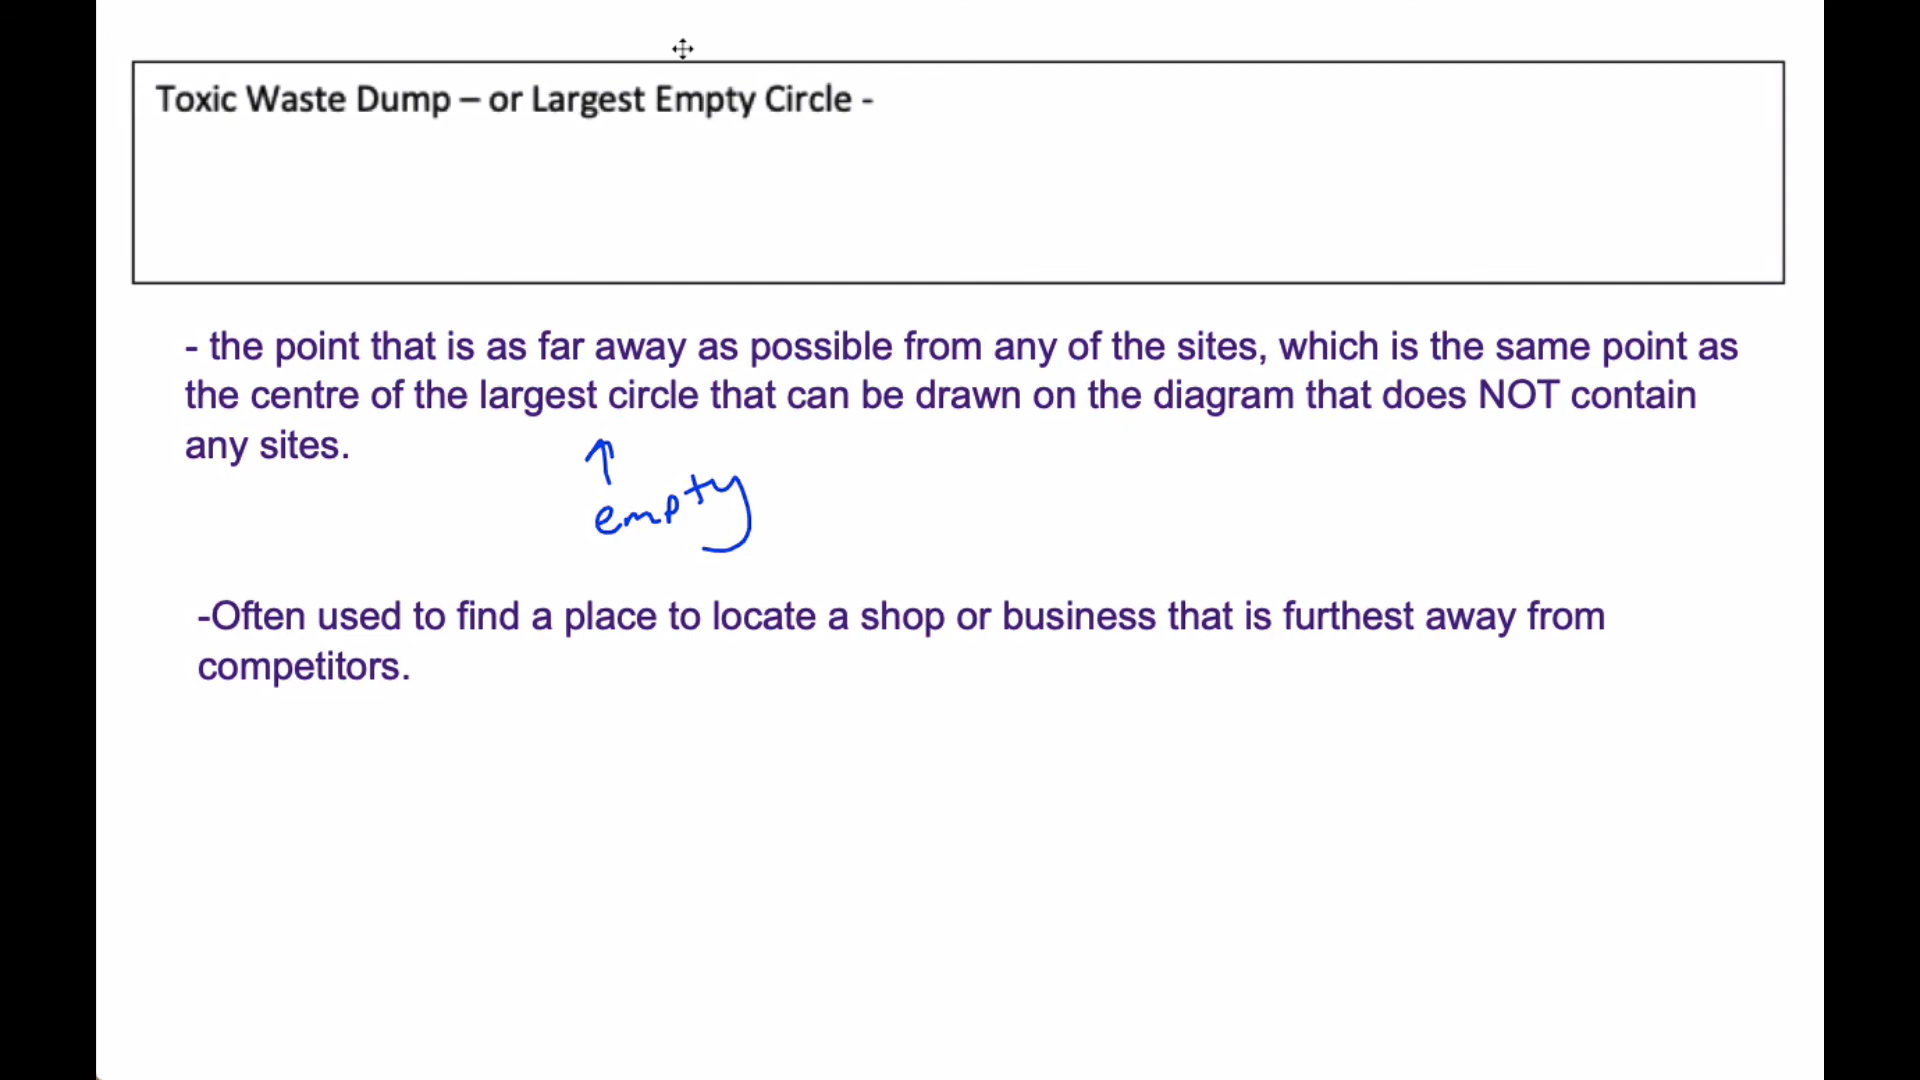 Toxic Waste Dump – or Largest Empty Circle -
- the point that is as far away as possible from any of the sites, which is the same point as
the centre of the largest circle that can be drawn on the diagram that does NOT contain
any sites.
empty
-Often used to find a place to locate a shop or business that is furthest away from
competitors.